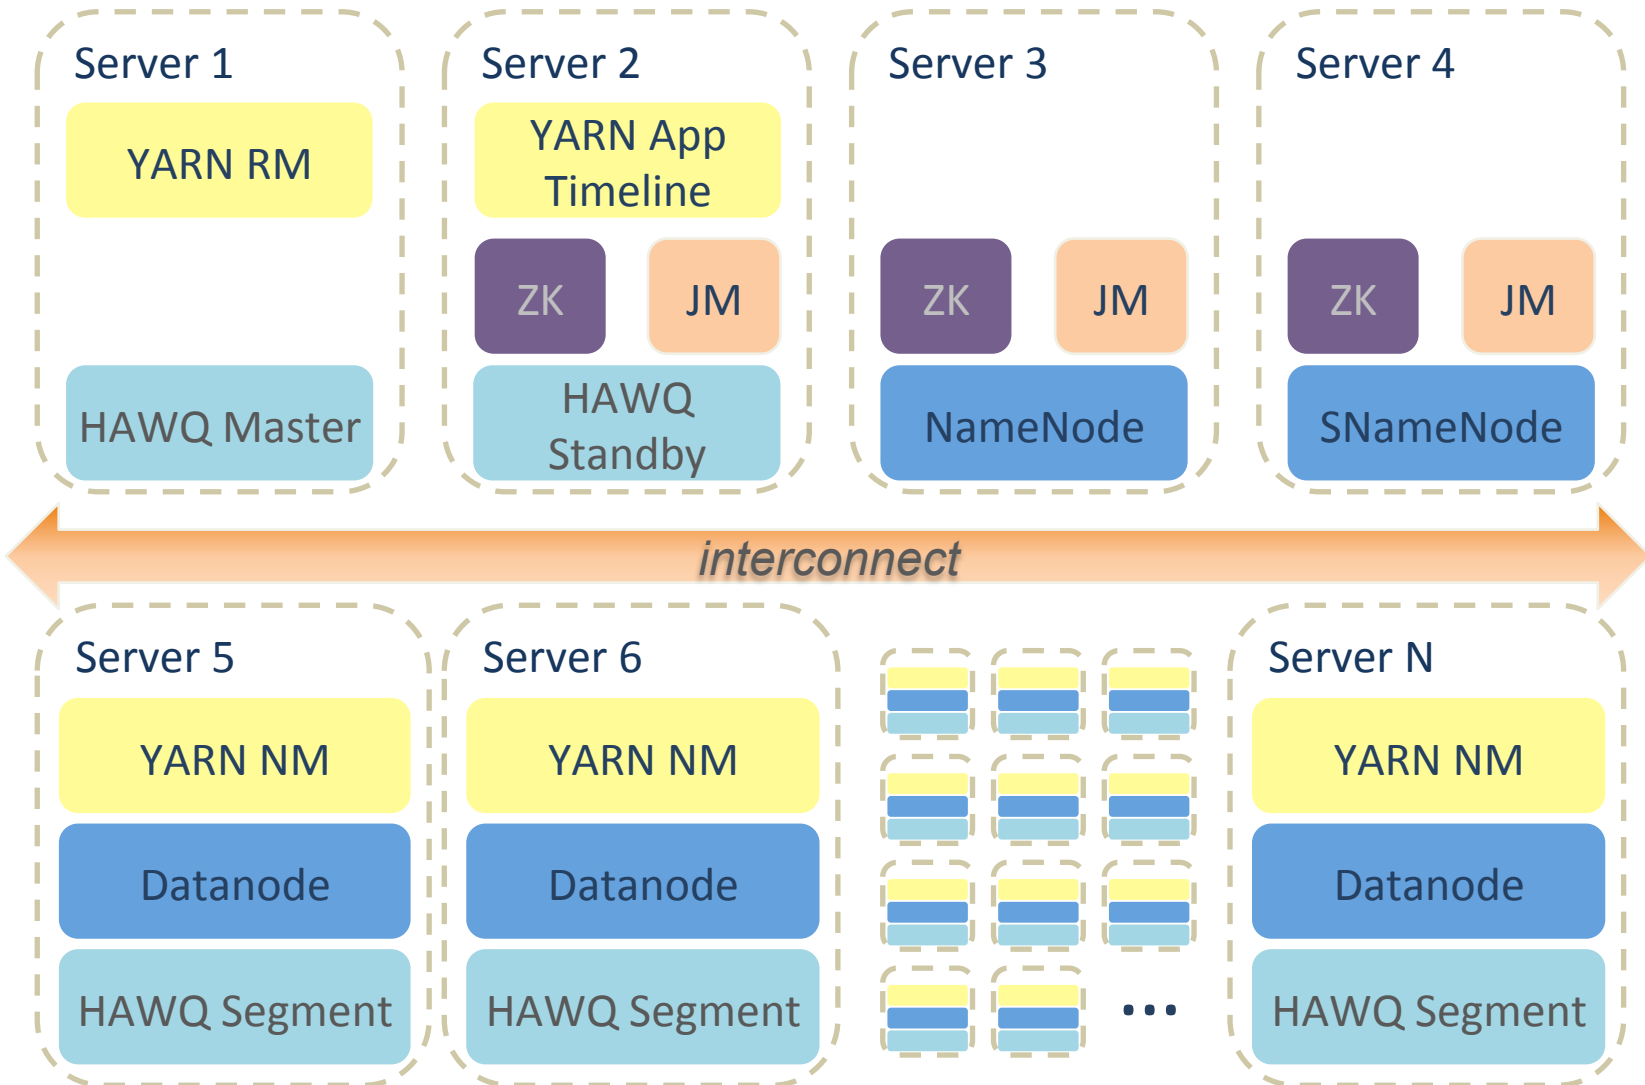 Server 1
YARN RM
HAWQ Master
Server 2
YARN App
Timeline
ZK
JM
HAWQ
Standby
Server 3
ZK
JM
NameNode
Server 4
ZK
JM
SNameNode
interconnect
Server 5
YARN NM
Datanode
HAWQ Segment
Server 6
YARN NM
Datanode
HAWQ Segment
...
Server N
YARN NM
Datanode
HAWQ Segment